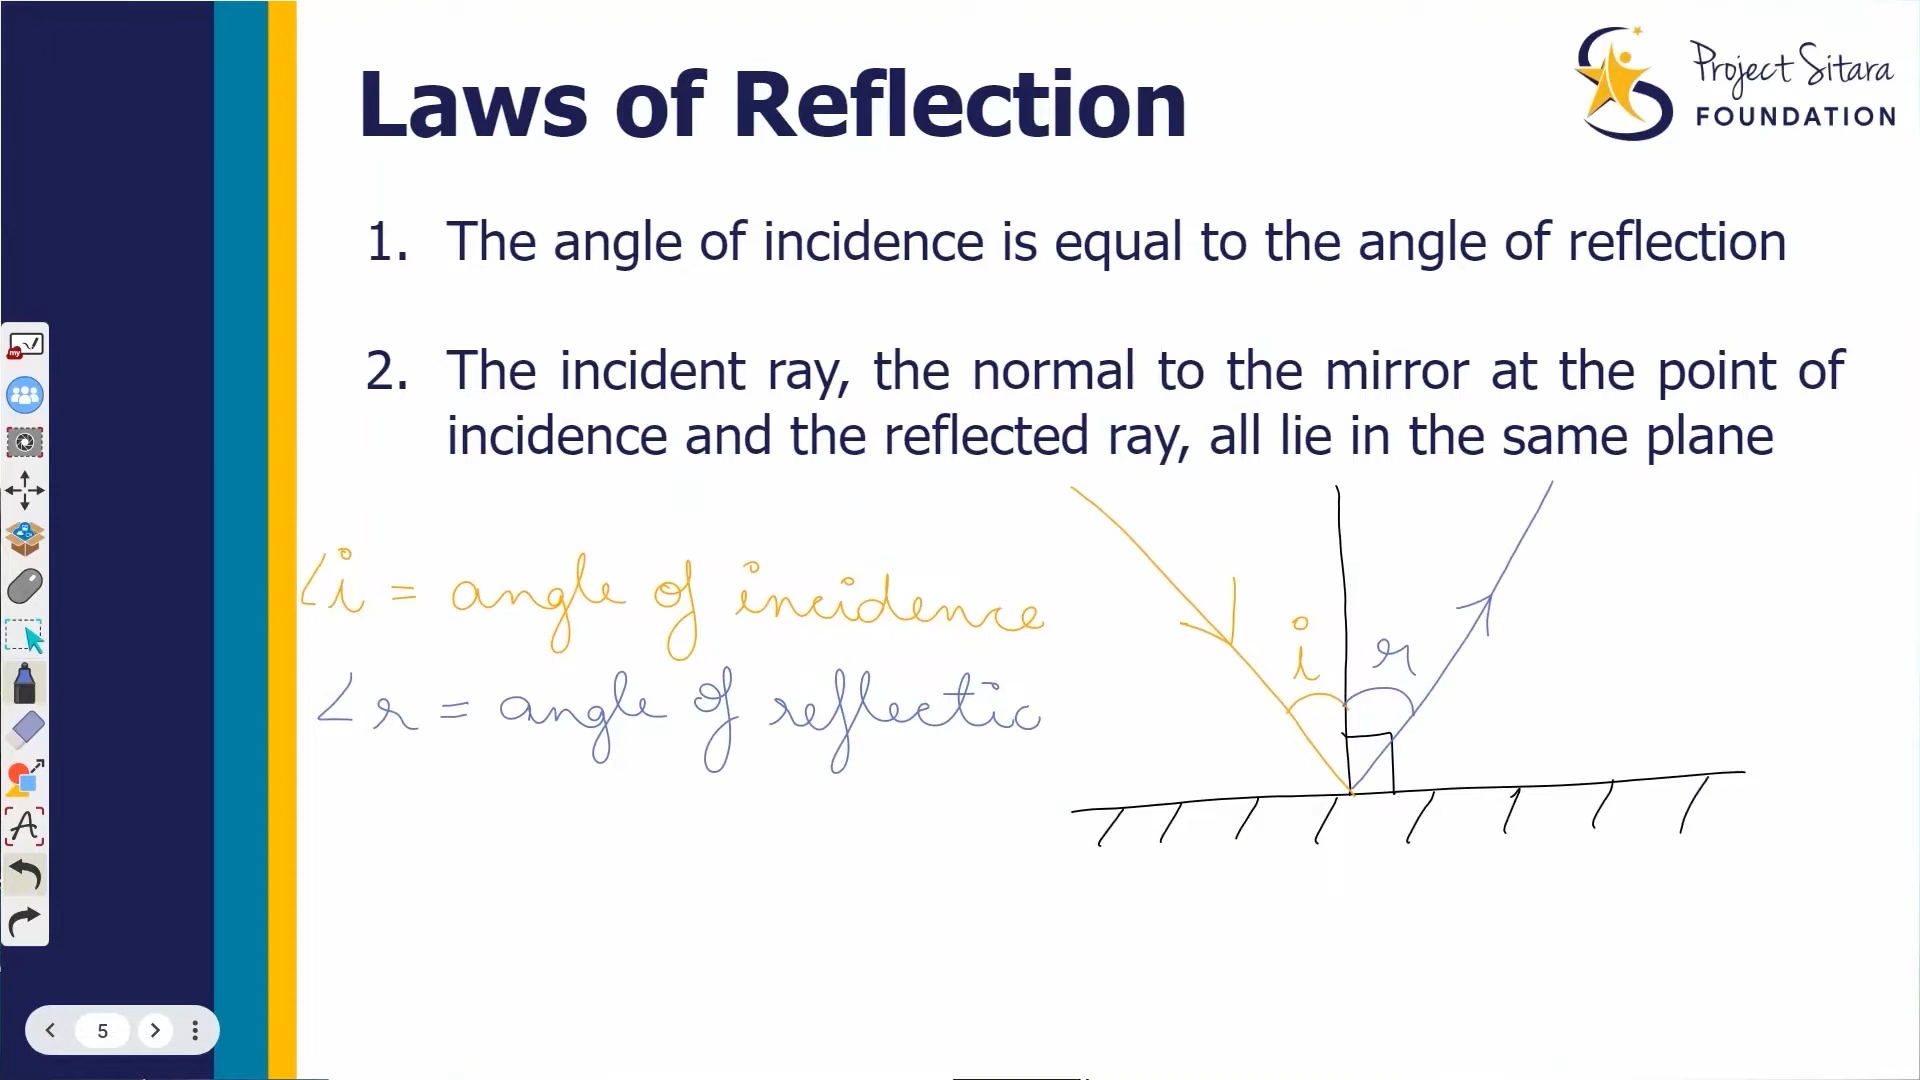 Laws of Reflection
Project Sitara
FOUNDATION
1. The angle of incidence is equal to the angle of reflection
2. The incident ray, the normal to the mirror at the point of
incidence and the reflected ray, all lie in the same plane
∠i = angle of incidence
∠r = angle of reflectio
i r
my
A
5